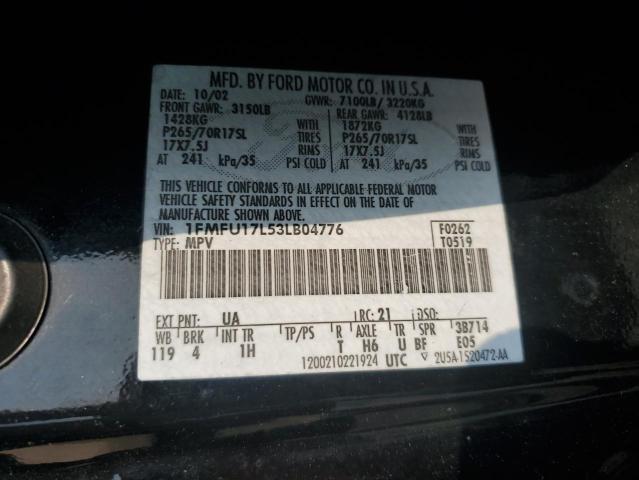 MFD. BY FORD MOTOR CO. IN U.S.A.
DATE: 10/02 GVWR: 7100LB/ 3220KG
FRONT GAWR: 3150LB REAR GAWR: 4128LB
1428KG WITH 1872KG WITH
P265/70R17SL TIRES P265/70R17SL TIRES
17X7.5J RIMS 17X7.5J RIMS
AT 241 kPa/35 PSI COLD AT 241 kPa/35 PSI COLD
THIS VEHICLE CONFORMS TO ALL APPLICABLE FEDERAL MOTOR
VEHICLE SAFETY STANDARDS IN EFFECT ON THE DATE OF
MANUFACTURE SHOWN ABOVE.
VIN: 1FMFU17L53LB04776 F0262
TYPE: MPV T0519
EXT PNT: UA RC: 21 DSO:
WB BRK INT TR TP/PS R AXLE TR SPR 3B714
119 4 1H T H6 U BF E05
1200210221924 UTC 2U5A-1520472-AA